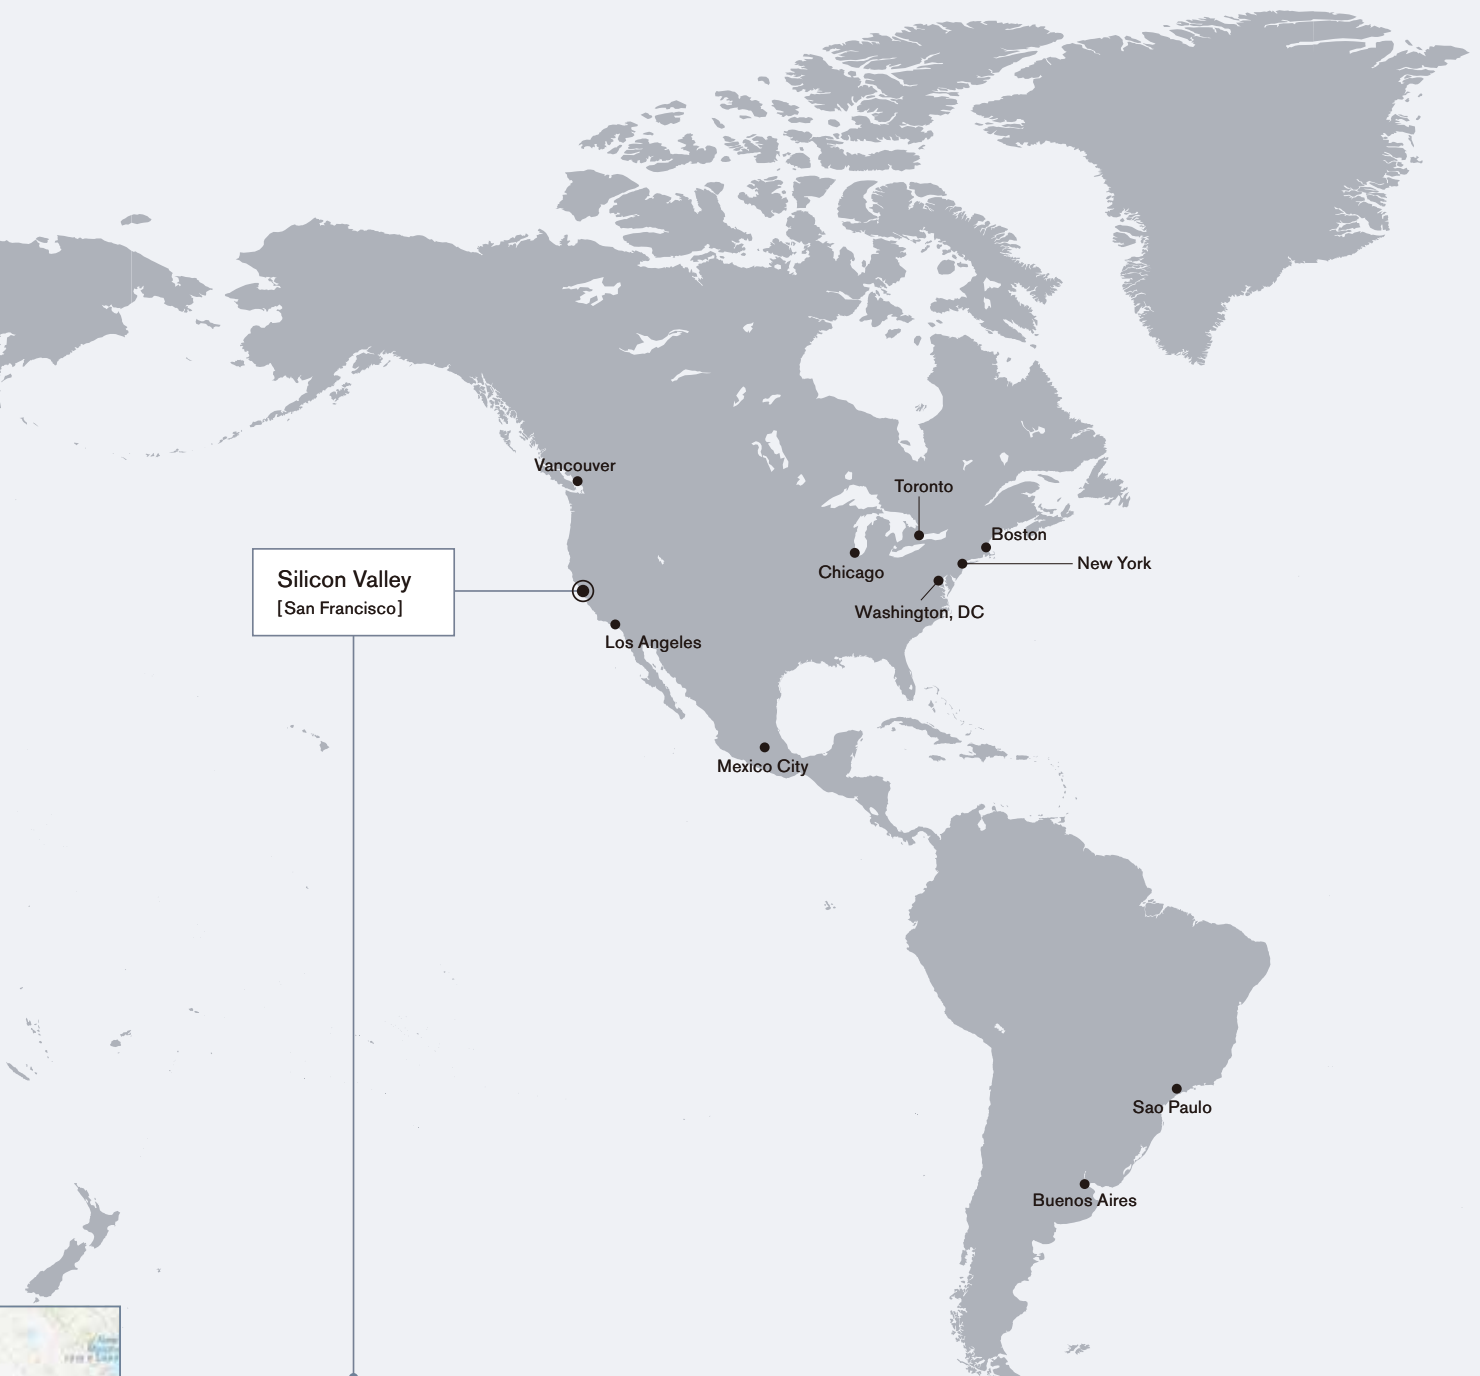 Vancouver
Toronto
Boston
New York
Chicago
Silicon Valley
[San Francisco]
Washington, DC
Los Angeles
Mexico City
Sao Paulo
Buenos Aires